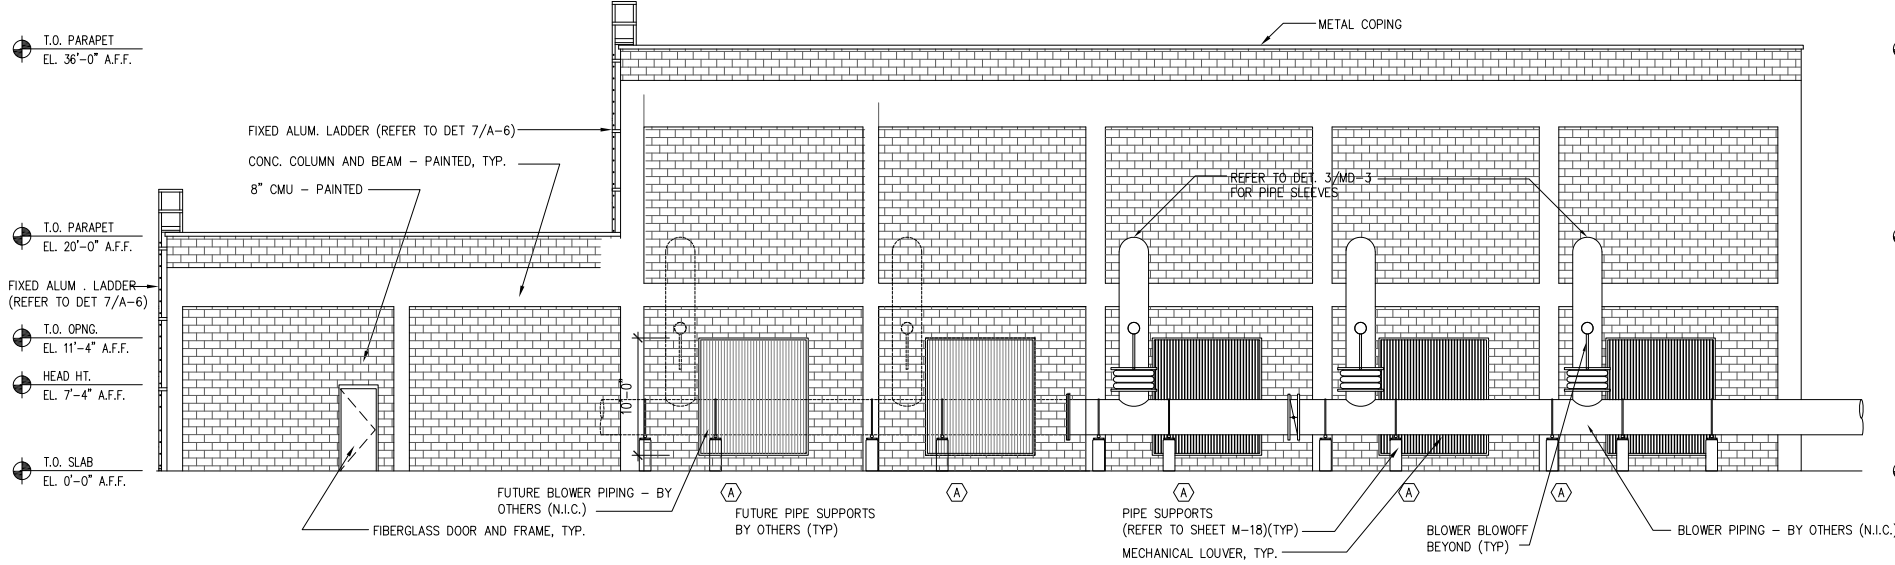 T.O. PARAPET
EL. 36'-0" A.F.F.
METAL COPING
FIXED ALUM. LADDER (REFER TO DET 7/A-6)
CONC. COLUMN AND BEAM - PAINTED, TYP.
8" CMU - PAINTED
REFER TO DET. 3/MD-3
FOR PIPE SLEEVES
T.O. PARAPET
EL. 20'-0" A.F.F.
FIXED ALUM . LADDER
(REFER TO DET 7/A-6)
T.O. OPNG.
EL. 11'-4" A.F.F.
HEAD HT.
EL. 7'-4" A.F.F.
10'-0"
T.O. SLAB
EL. 0'-0" A.F.F.
A
A
A
A
A
FUTURE BLOWER PIPING - BY
OTHERS (N.I.C.)
FUTURE PIPE SUPPORTS
BY OTHERS (TYP)
PIPE SUPPORTS
(REFER TO SHEET M-18)(TYP)
MECHANICAL LOUVER, TYP.
BLOWER BLOWOFF
BEYOND (TYP)
BLOWER PIPING - BY OTHERS (N.I.C.)
FIBERGLASS DOOR AND FRAME, TYP.